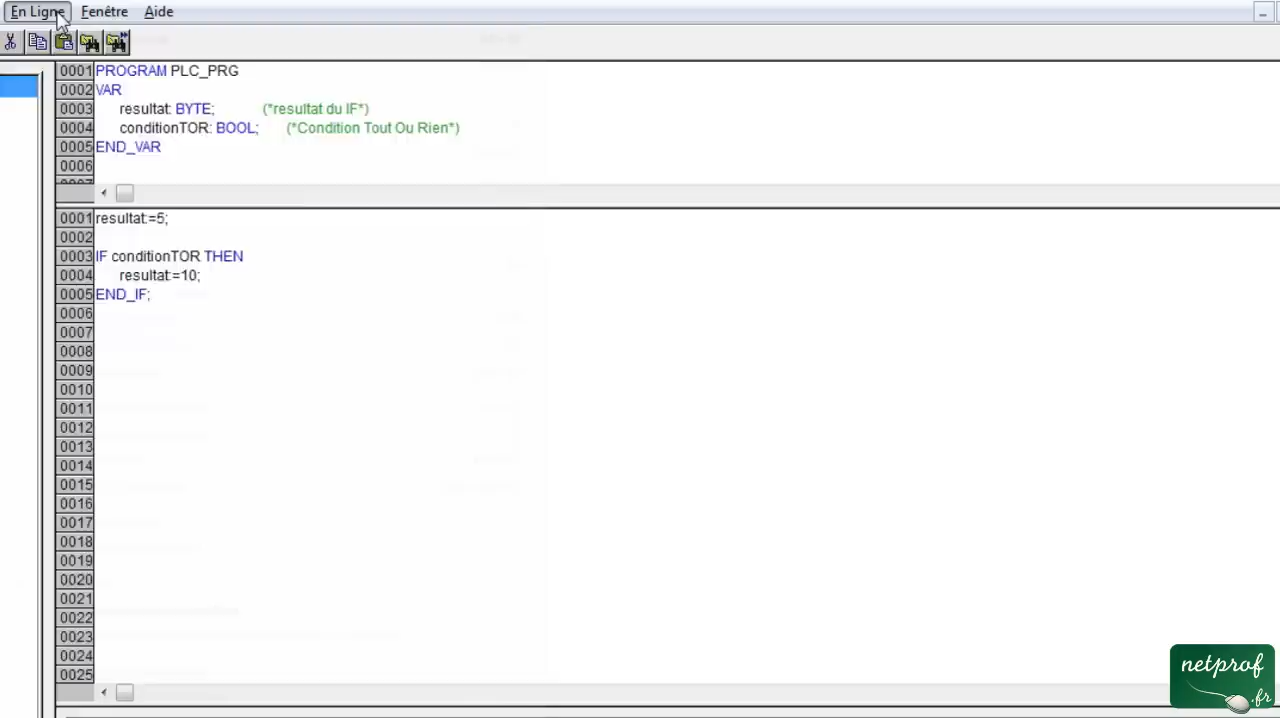 En Ligne Fenêtre Aide
0001 PROGRAM PLC_PRG
0002 VAR
0003 resultat: BYTE; (*resultat du IF*)
0004 conditionTOR: BOOL; (*Condition Tout Ou Rien*)
0005 END_VAR
0006
0007
0001 resultat:=5;
0002
0003 IF conditionTOR THEN
0004 resultat:=10;
0005 END_IF;
0006
0007
0008
0009
0010
0011
0012
0013
0014
0015
0016
0017
0018
0019
0020
0021
0022
0023
0024
0025
netprof
.fr